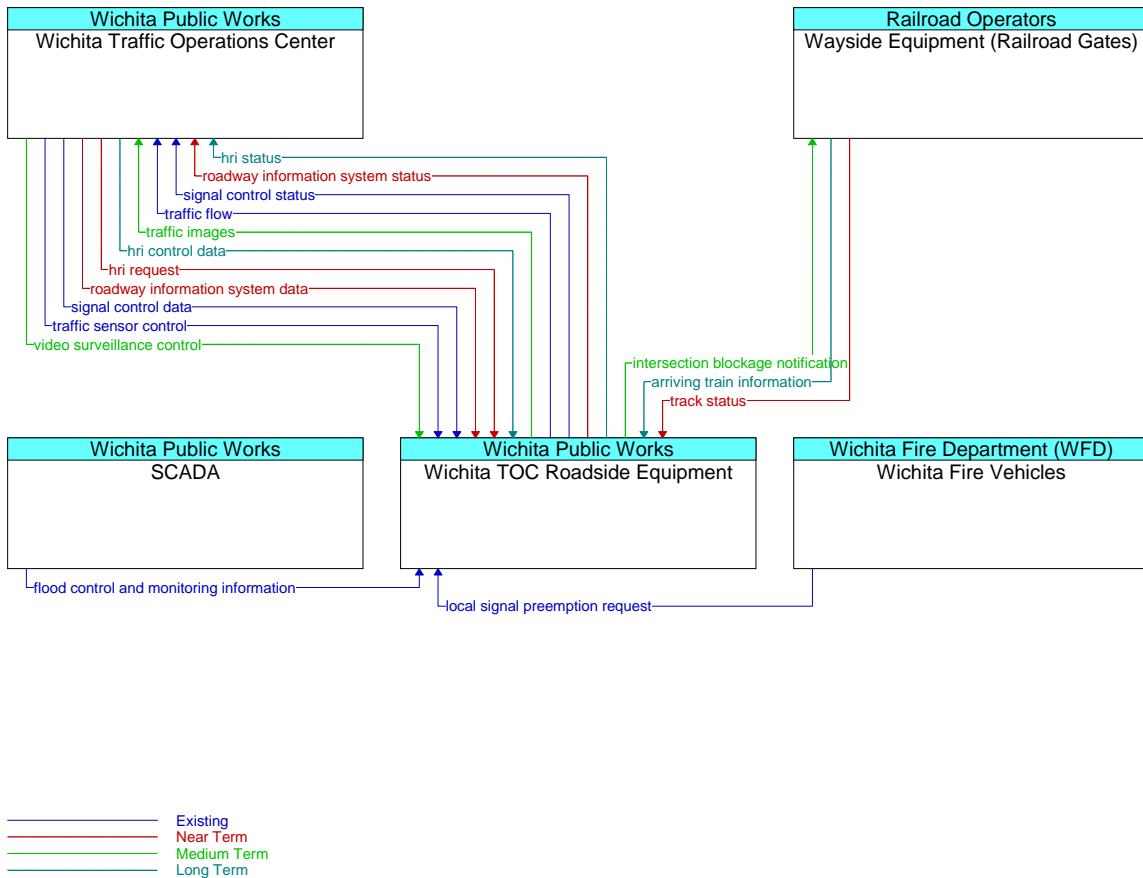 Wichita Public Works
Wichita Traffic Operations Center
Railroad Operators
Wayside Equipment (Railroad Gates)
hri status
roadway information system status
signal control status
traffic flow
traffic images
hri control data
hri request
roadway information system data
signal control data
traffic sensor control
video surveillance control
intersection blockage notification
arriving train information
track status
Wichita Public Works
SCADA
Wichita Public Works
Wichita TOC Roadside Equipment
Wichita Fire Department (WFD)
Wichita Fire Vehicles
flood control and monitoring information
local signal preemption request
Existing
Near Term
Medium Term
Long Term